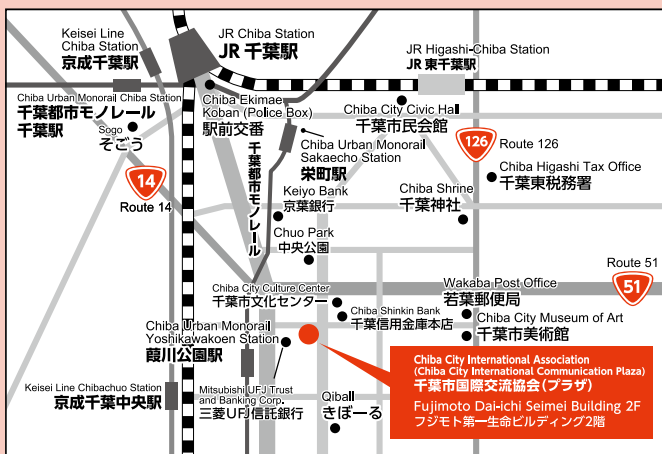 Keisei Line
Chiba Station
京成千葉駅
JR Chiba Station
JR 千葉駅
JR Higashi-Chiba Station
JR 東千葉駅
Chiba Urban Monorail Chiba Station
千葉都市モノレール
千葉駅
Sogo
そごう
Chiba Ekimae
Koban (Police Box)
駅前交番
Chiba City Civic Hall
千葉市民会館
126
Route 126
Chiba Urban Monorail
Sakaecho Station
栄町駅
千葉都市モノレール
Chiba Higashi Tax Office
千葉東税務署
14
Route 14
Keiyo Bank
京葉銀行
Chiba Shrine
千葉神社
Chuo Park
中央公園
Route 51
51
Chiba City Culture Center
千葉市文化センター
Wakaba Post Office
若葉郵便局
Chiba Shinkin Bank
千葉信用金庫本店
Chiba City Museum of Art
千葉市美術館
Chiba Urban Monorail
Yoshikawakoen Station
葭川公園駅
Chiba City International Association
(Chiba City International Communication Plaza)
千葉市国際交流協会(プラザ)
Fujimoto Dai-ichi Seimei Building 2F
フジモト第一生命ビルディング2階
Keisei Line Chibachuo Station
京成千葉中央駅
Mitsubishi UFJ Trust
and Banking Corp.
三菱UFJ信託銀行
Qiball
きぼーる